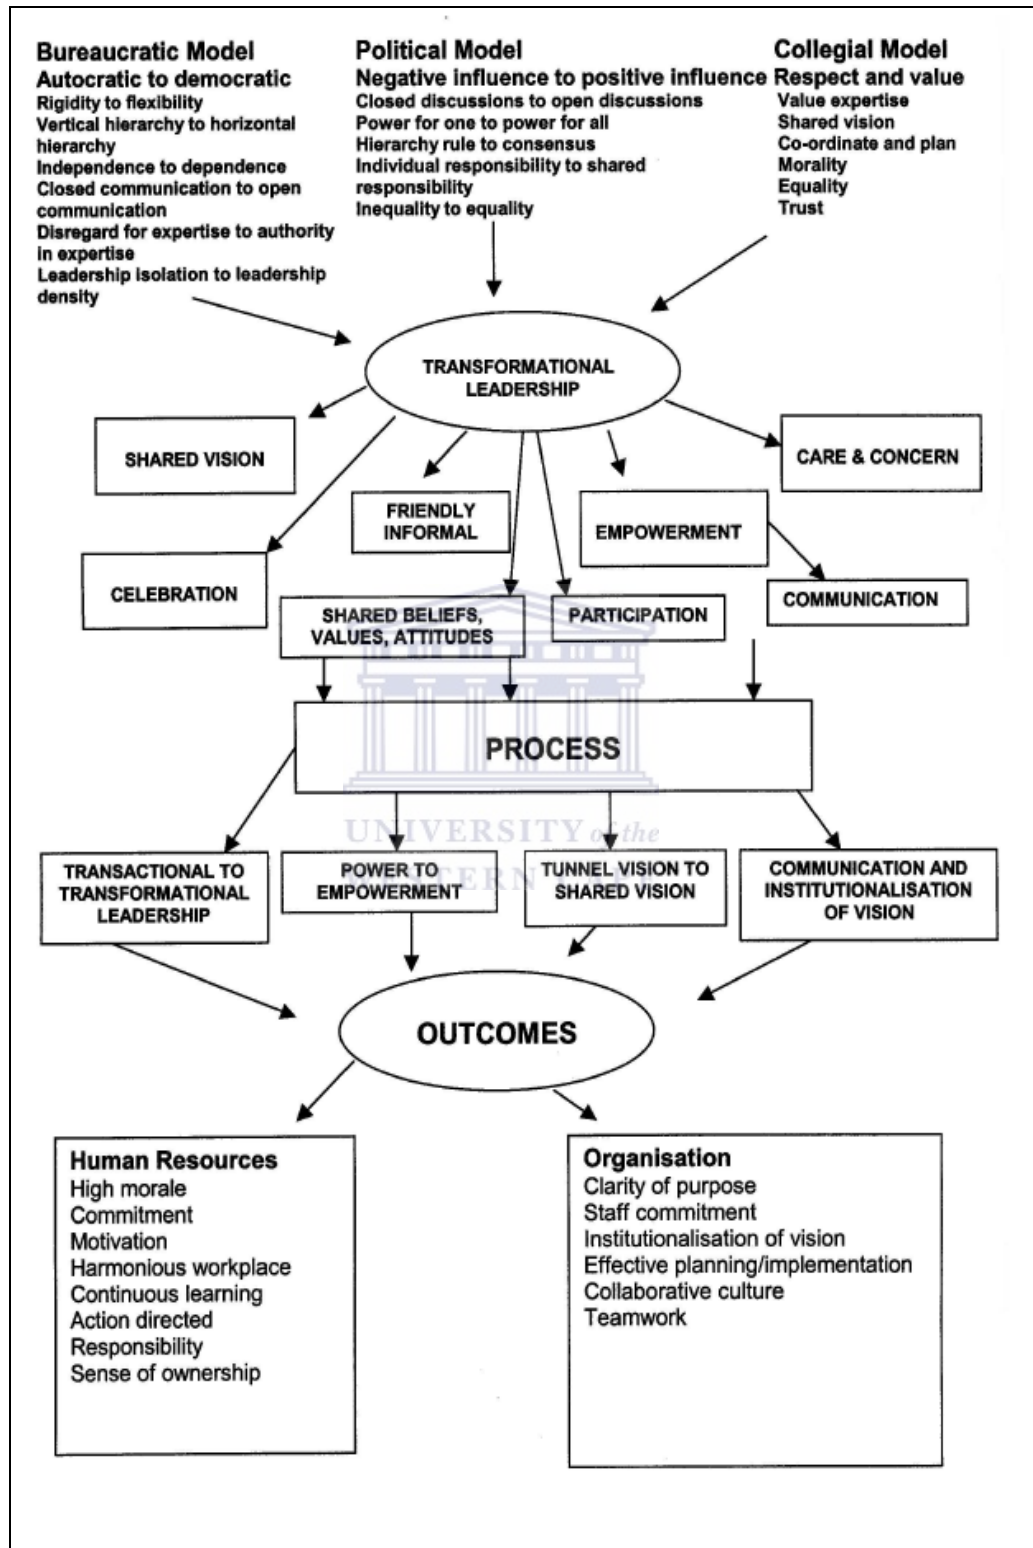 Bureaucratic Model
Autocratic to democratic
Rigidity to flexibility
Vertical hierarchy to horizontal
hierarchy
Independence to dependence
Closed communication to open
communication
Disregard for expertise to authority
in expertise
Leadership isolation to leadership
density
Political Model
Negative influence to positive influence
Closed discussions to open discussions
Power for one to power for all
Hierarchy rule to consensus
Individual responsibility to shared
responsibility
Inequality to equality
Collegial Model
Respect and value
Value expertise
Shared vision
Co-ordinate and plan
Morality
Equality
Trust
TRANSFORMATIONAL
LEADERSHIP
SHARED VISION
CARE & CONCERN
FRIENDLY
INFORMAL
EMPOWERMENT
CELEBRATION
COMMUNICATION
SHARED BELIEFS,
VALUES, ATTITUDES
PARTICIPATION
PROCESS
UNIVERSITY of the
TRANSACTIONAL TO
TRANSFORMATIONAL
LEADERSHIP
POWER TO
EMPOWERMENT
TUNNEL VISION TO
SHARED VISION
COMMUNICATION AND
INSTITUTIONALISATION
OF VISION
WESTERN CAPE
OUTCOMES
Human Resources
High morale
Commitment
Motivation
Harmonious workplace
Continuous learning
Action directed
Responsibility
Sense of ownership
Organisation
Clarity of purpose
Staff commitment
Institutionalisation of vision
Effective planning/implementation
Collaborative culture
Teamwork